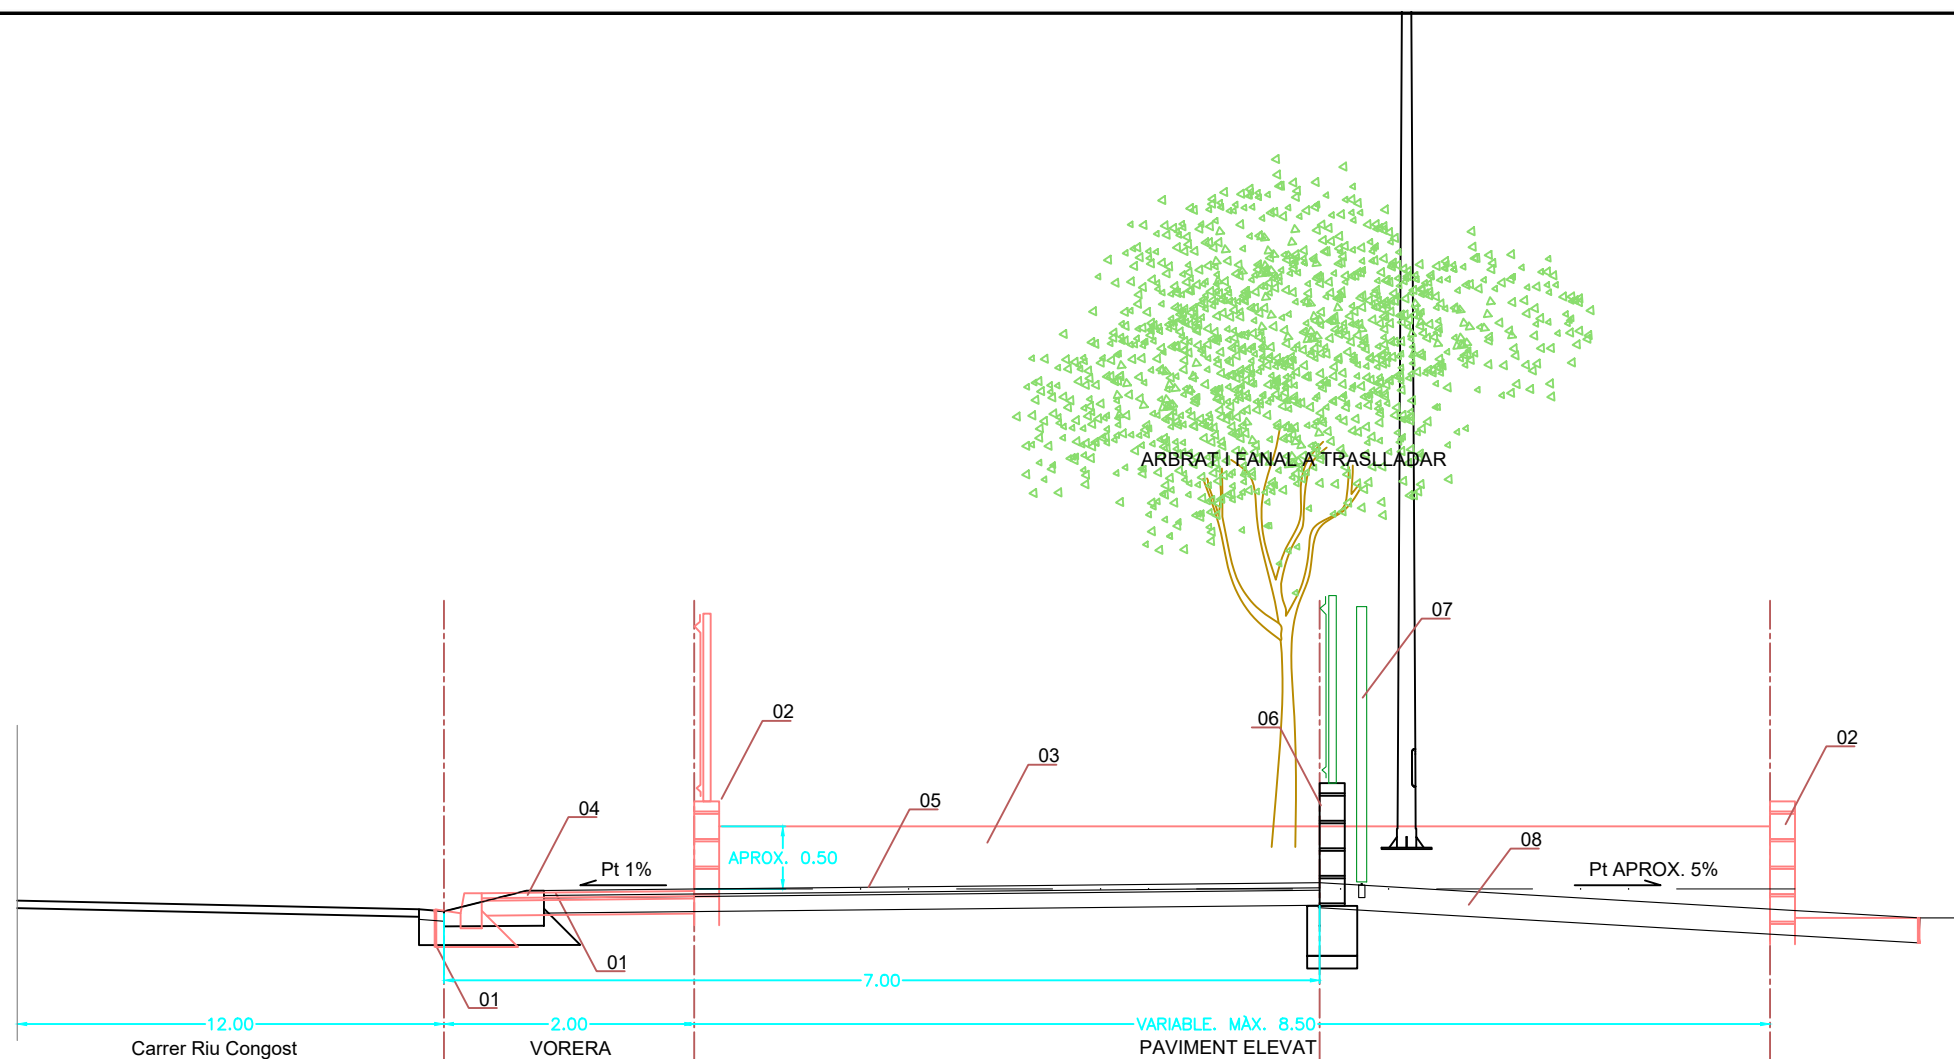 ARBRAT I FANAL A TRASLLADAR
07
02
06
02
03
05
04
08
APROX. 0.50
Pt 1%
Pt APROX. 5%
01
7.00
01
12.00
2.00
VARIABLE. MÀX. 8.50
Carrer Riu Congost
VORERA
PAVIMENT ELEVAT